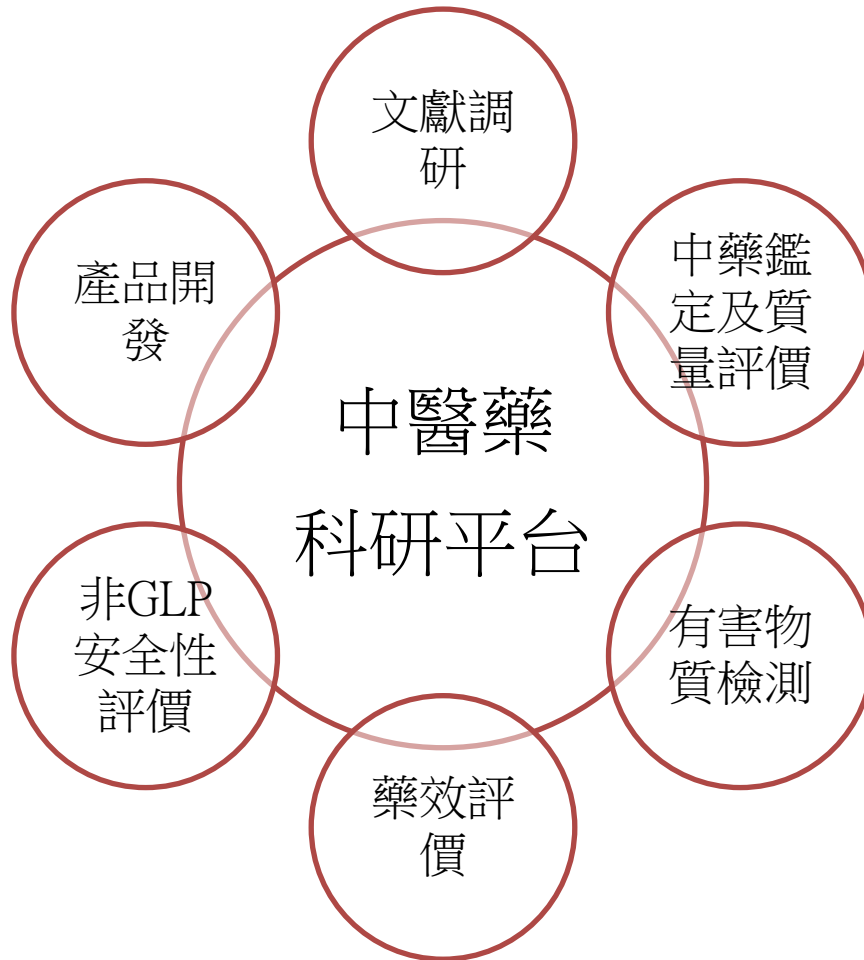 文獻調
研
中藥鑑
定及質
量評價
有害物
質檢測
藥效評
價
非GLP
安全性
評價
產品開
發
中醫藥
科研平台